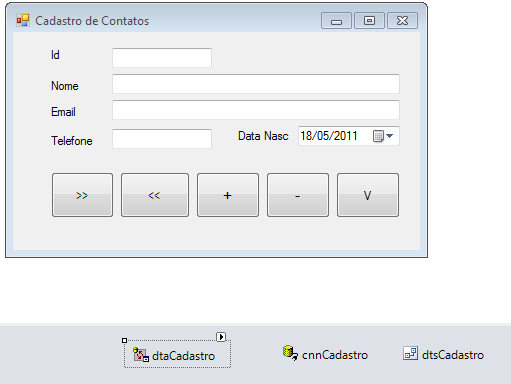 Cadastro de Contatos
Id
Nome
Email
Telefone
Data Nasc 18/05/2011
>> << + - V
dtaCadastro cnnCadastro dtsCadastro